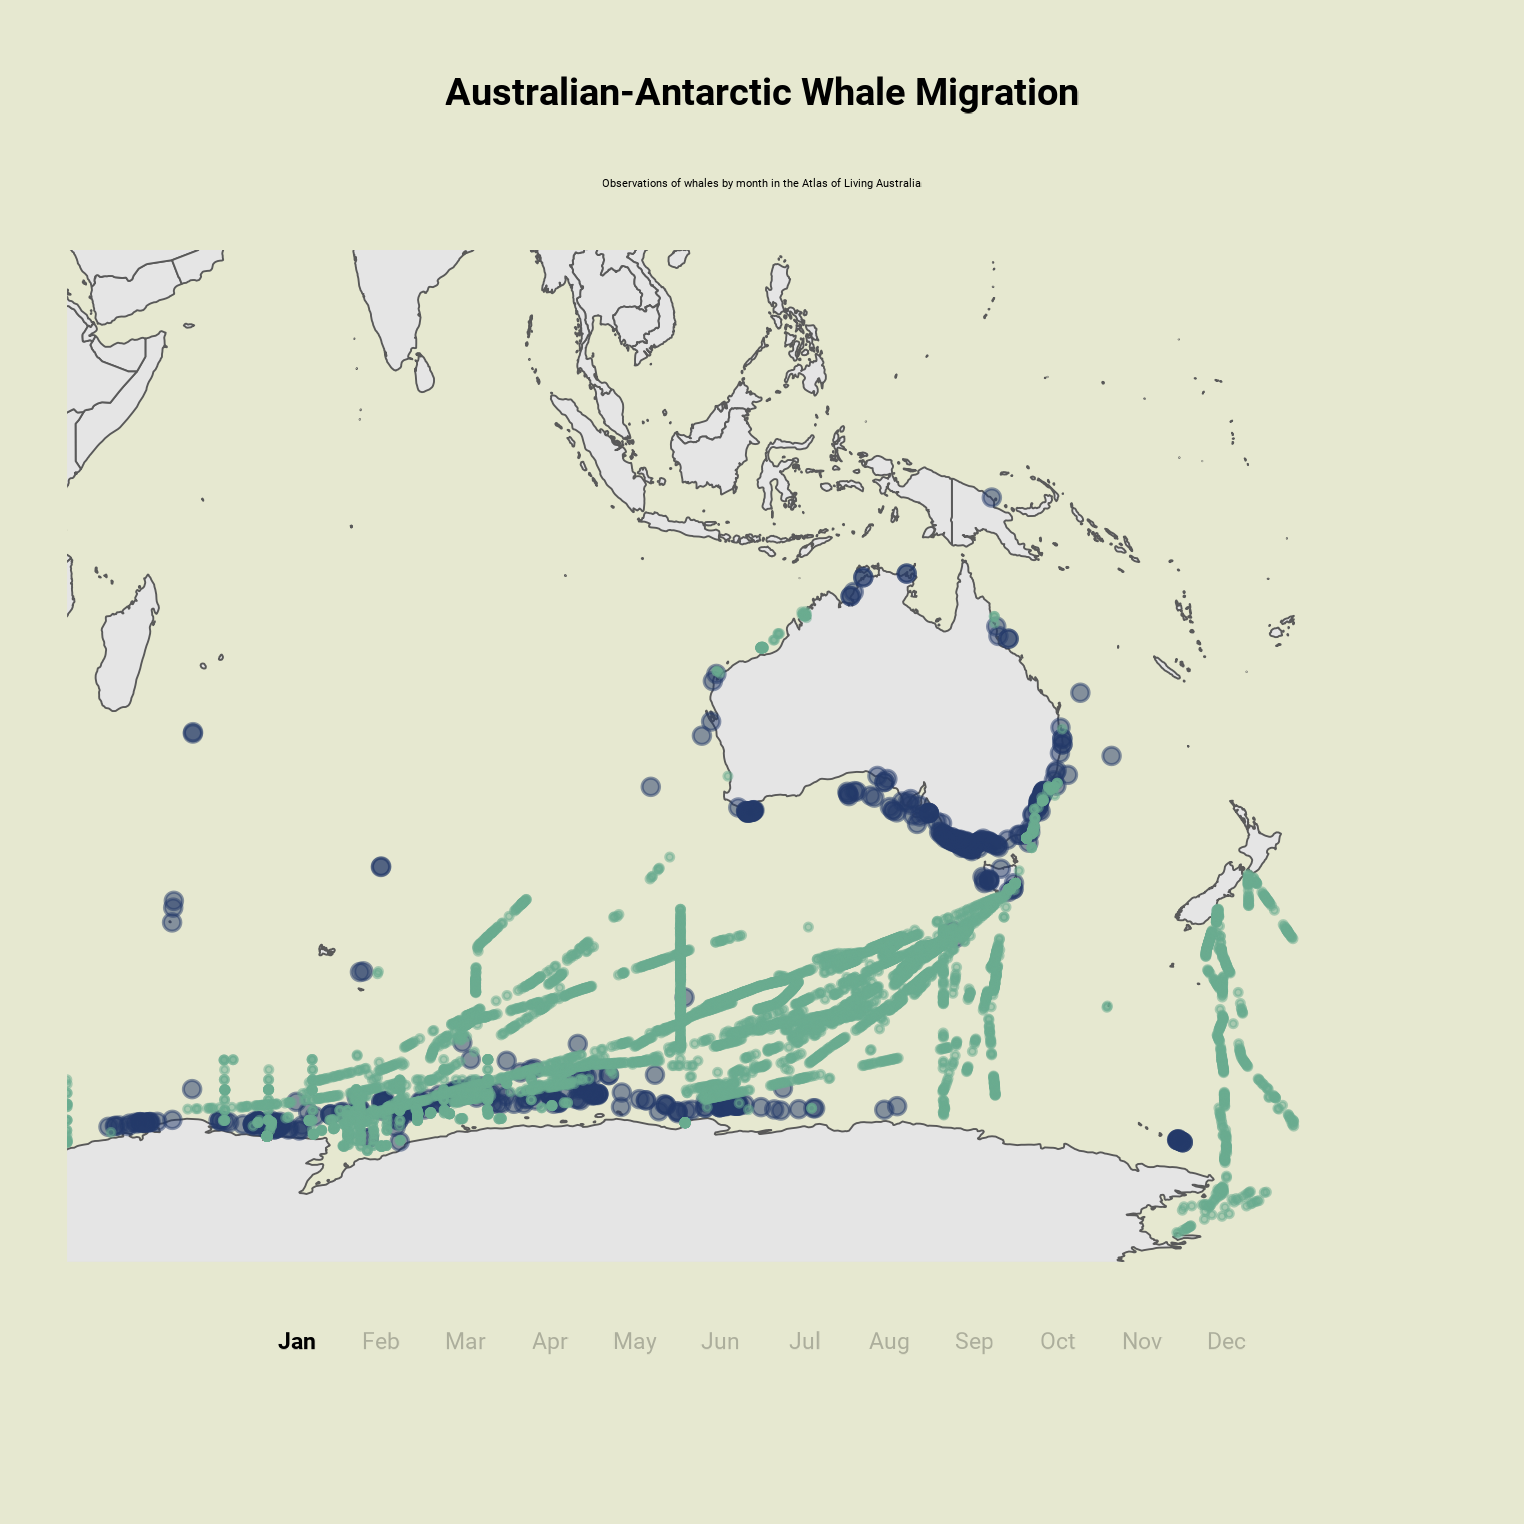 Australian-Antarctic Whale Migration
Observations of whales by month in the Atlas of Living Australia
Jan Feb Mar Apr May Jun Jul Aug Sep Oct Nov Dec